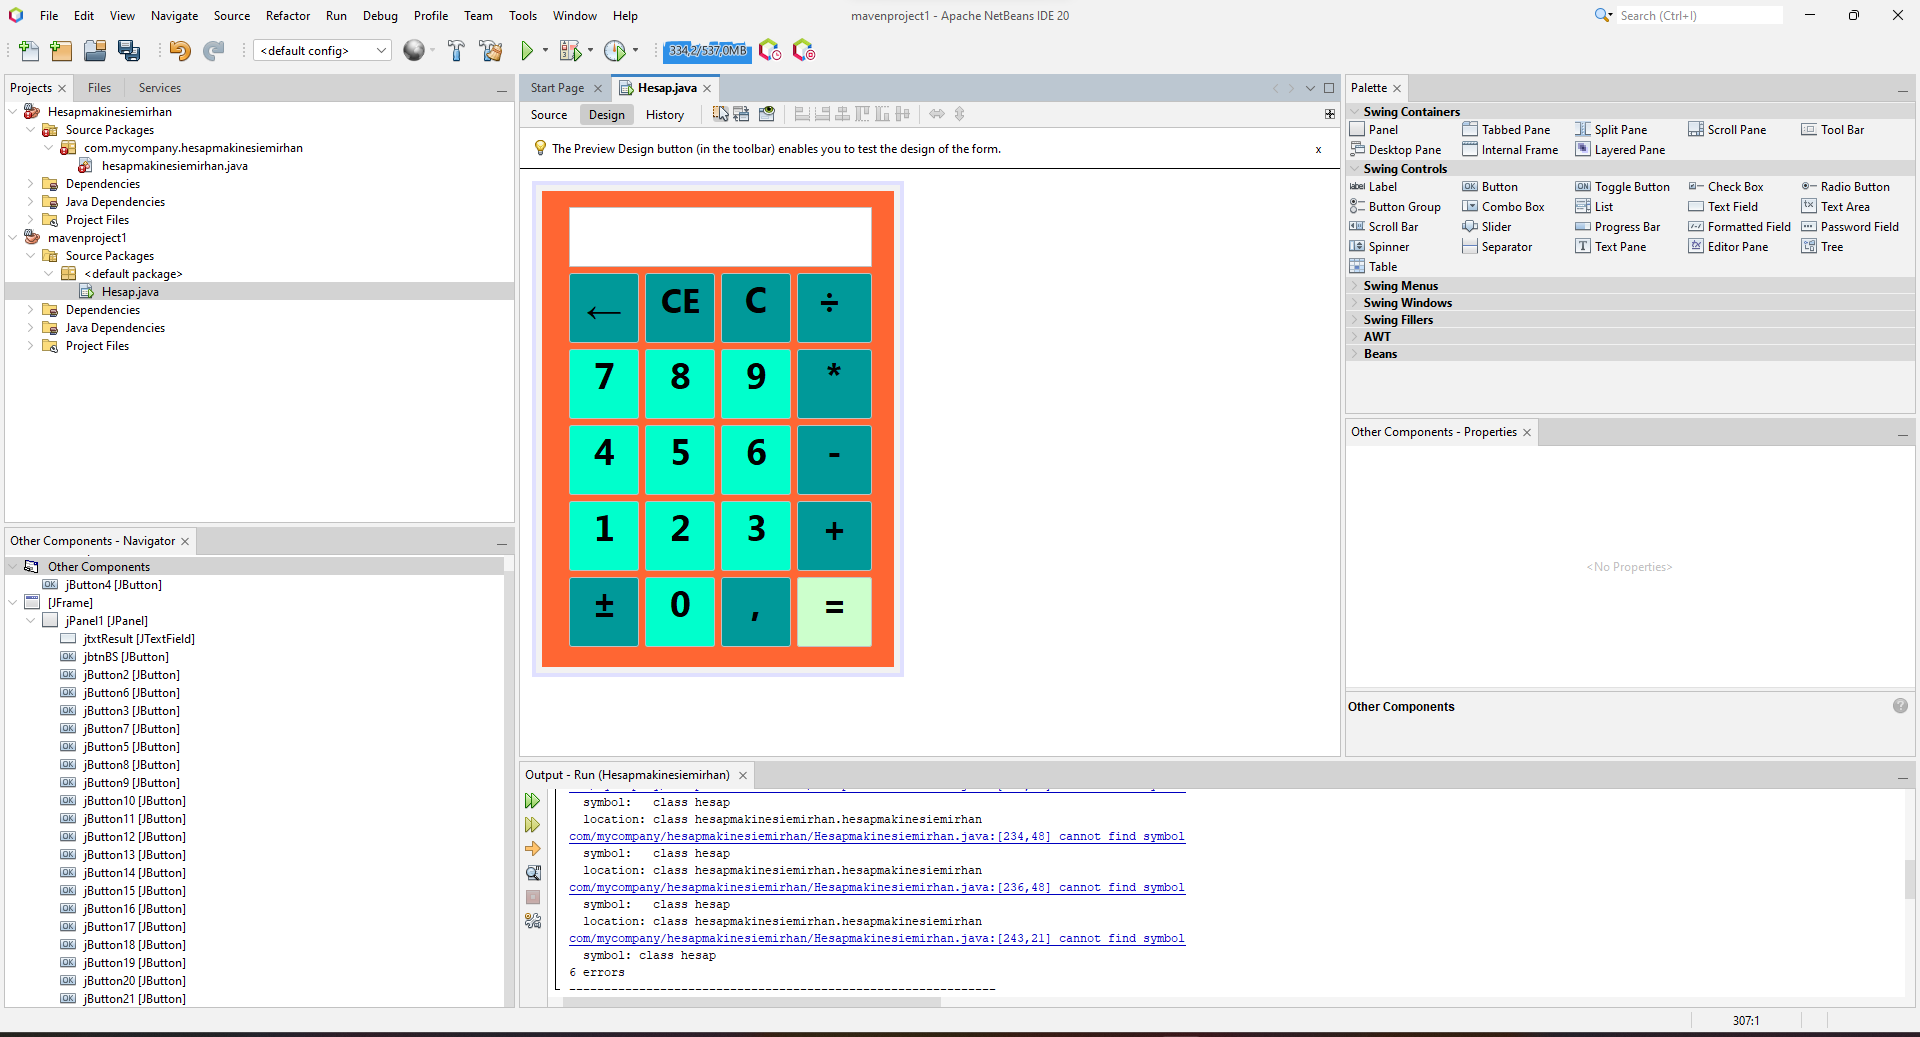 File Edit View Navigate Source Refactor Run Debug Profile Team Tools Window Help
mavenproject1 - Apache NetBeans IDE 20
Search (Ctrl+I)
<default config>
334,2/537,0MB
Projects Files Services
Hesapmakinesiemirhan
Source Packages
com.mycompany.hesapmakinesiemirhan
hesapmakinesiemirhan.java
Dependencies
Java Dependencies
Project Files
mavenproject1
Source Packages
<default package>
Hesap.java
Dependencies
Java Dependencies
Project Files
Other Components - Navigator
Other Components
jButton4 [JButton]
[JFrame]
jPanel1 [JPanel]
jtxtResult [JTextField]
jbtnBS [JButton]
jButton2 [JButton]
jButton6 [JButton]
jButton3 [JButton]
jButton7 [JButton]
jButton5 [JButton]
jButton8 [JButton]
jButton9 [JButton]
jButton10 [JButton]
jButton11 [JButton]
jButton12 [JButton]
jButton13 [JButton]
jButton14 [JButton]
jButton15 [JButton]
jButton16 [JButton]
jButton17 [JButton]
jButton18 [JButton]
jButton19 [JButton]
jButton20 [JButton]
jButton21 [JButton]
Start Page Hesap.java
Source Design History
The Preview Design button (in the toolbar) enables you to test the design of the form.
x
← CE C ÷
7 8 9 *
4 5 6 -
1 2 3 +
± 0 , =
Output - Run (Hesapmakinesiemirhan)
symbol: class hesap
location: class hesapmakinesiemirhan.hesapmakinesiemirhan
com/mycompany/hesapmakinesiemirhan/Hesapmakinesiemirhan.java:[234,48] cannot find symbol
symbol: class hesap
location: class hesapmakinesiemirhan.hesapmakinesiemirhan
com/mycompany/hesapmakinesiemirhan/Hesapmakinesiemirhan.java:[236,48] cannot find symbol
symbol: class hesap
location: class hesapmakinesiemirhan.hesapmakinesiemirhan
com/mycompany/hesapmakinesiemirhan/Hesapmakinesiemirhan.java:[243,21] cannot find symbol
symbol: class hesap
6 errors
-------------------------------------------------------------
Palette
Swing Containers
Panel Tabbed Pane Split Pane Scroll Pane Tool Bar
Desktop Pane Internal Frame Layered Pane
Swing Controls
Label Button Toggle Button Check Box Radio Button
Button Group Combo Box List Text Field Text Area
Scroll Bar Slider Progress Bar Formatted Field Password Field
Spinner Separator Text Pane Editor Pane Tree
Table
Swing Menus
Swing Windows
Swing Fillers
AWT
Beans
Other Components - Properties
<No Properties>
Other Components
307:1